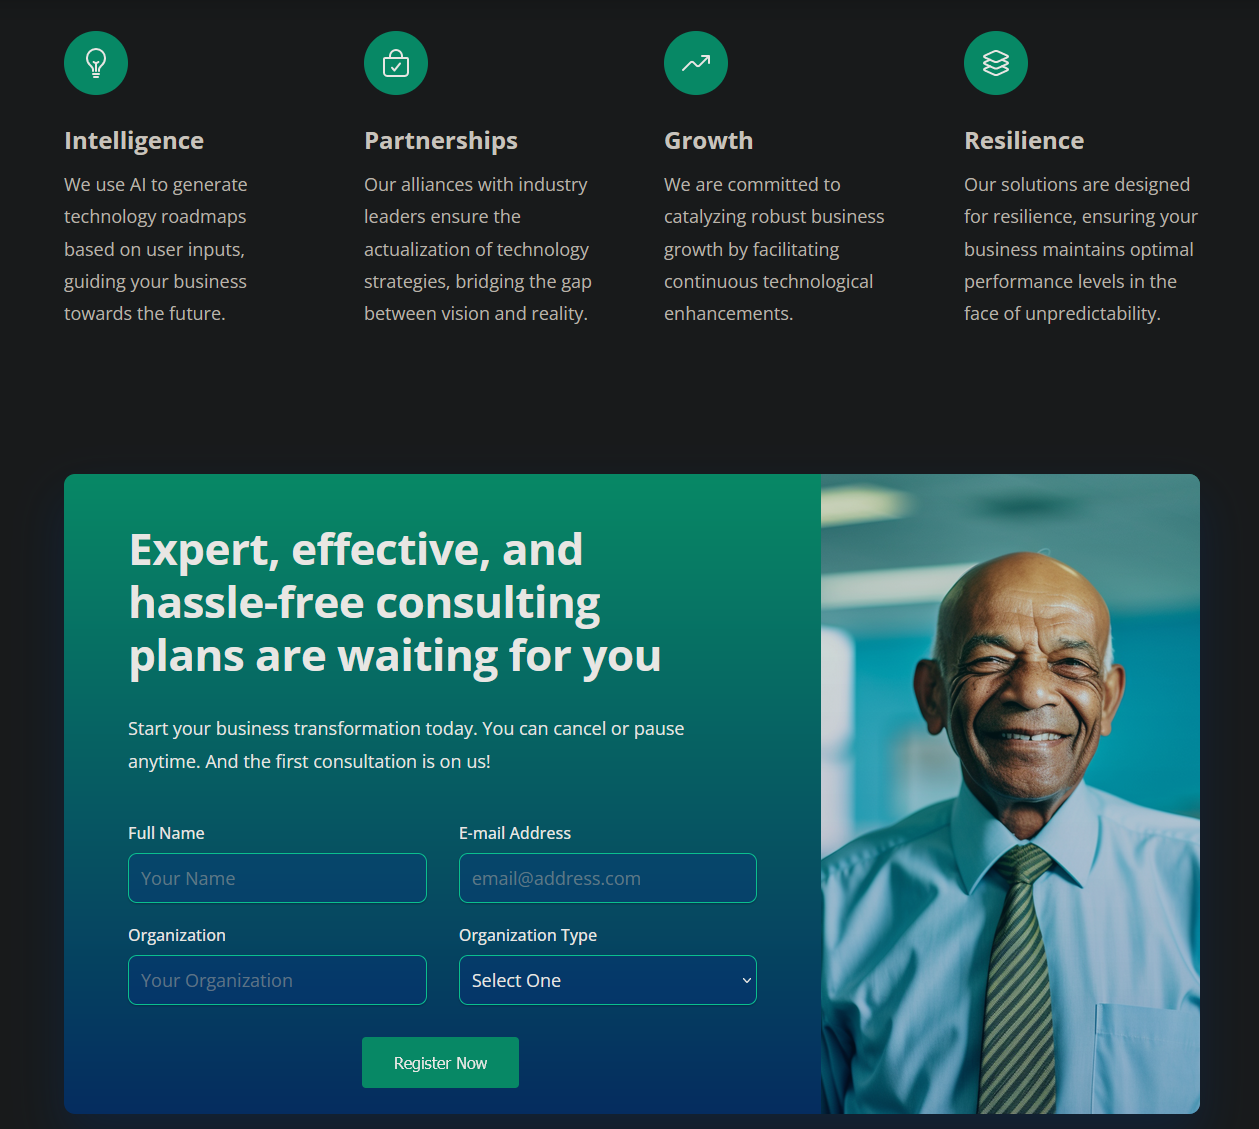 Intelligence
We use AI to generate
technology roadmaps
based on user inputs,
guiding your business
towards the future.
Partnerships
Our alliances with industry
leaders ensure the
actualization of technology
strategies, bridging the gap
between vision and reality.
Growth
We are committed to
catalyzing robust business
growth by facilitating
continuous technological
enhancements.
Resilience
Our solutions are designed
for resilience, ensuring your
business maintains optimal
performance levels in the
face of unpredictability.
Expert, effective, and
hassle-free consulting
plans are waiting for you
Start your business transformation today. You can cancel or pause
anytime. And the first consultation is on us!
Full Name
Your Name
E-mail Address
email@address.com
Organization
Your Organization
Organization Type
Select One
Register Now